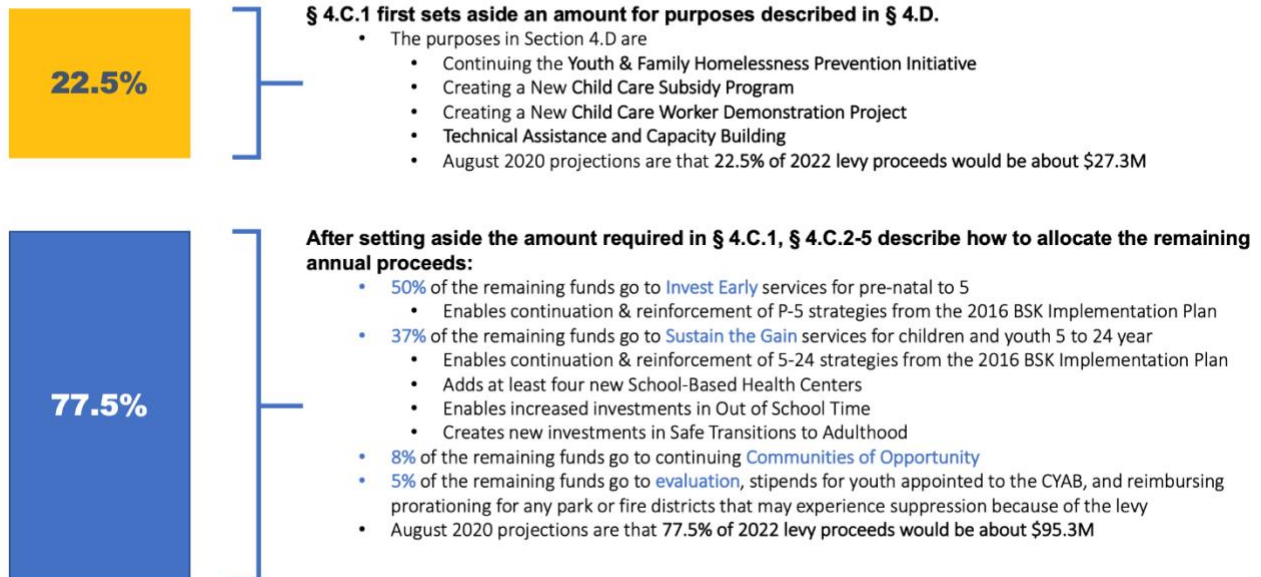 22.5%
§ 4.C.1 first sets aside an amount for purposes described in § 4.D.
• The purposes in Section 4.D are
• Continuing the Youth & Family Homelessness Prevention Initiative
• Creating a New Child Care Subsidy Program
• Creating a New Child Care Worker Demonstration Project
• Technical Assistance and Capacity Building
• August 2020 projections are that 22.5% of 2022 levy proceeds would be about $27.3M
77.5%
After setting aside the amount required in § 4.C.1, § 4.C.2-5 describe how to allocate the remaining
annual proceeds:
• 50% of the remaining funds go to Invest Early services for pre-natal to 5
• Enables continuation & reinforcement of P-5 strategies from the 2016 BSK Implementation Plan
• 37% of the remaining funds go to Sustain the Gain services for children and youth 5 to 24 year
• Enables continuation & reinforcement of 5-24 strategies from the 2016 BSK Implementation Plan
• Adds at least four new School-Based Health Centers
• Enables increased investments in Out of School Time
• Creates new investments in Safe Transitions to Adulthood
• 8% of the remaining funds go to continuing Communities of Opportunity
• 5% of the remaining funds go to evaluation, stipends for youth appointed to the CYAB, and reimbursing
prorationing for any park or fire districts that may experience suppression because of the levy
• August 2020 projections are that 77.5% of 2022 levy proceeds would be about $95.3M